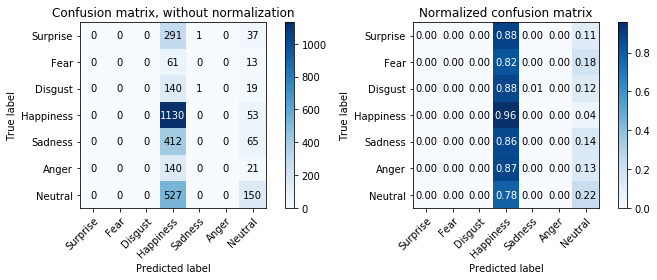 Confusion matrix, without normalization
True label
Surprise 0 0 0 291 1 0 37
Fear 0 0 0 61 0 0 13
Disgust 0 0 0 140 1 0 19
Happiness 0 0 0 1130 0 0 53
Sadness 0 0 0 412 0 0 65
Anger 0 0 0 140 0 0 21
Neutral 0 0 0 527 0 0 150
Surprise Fear Disgust Happiness Sadness Anger Neutral
Predicted label
1000
800
600
400
200
0
Normalized confusion matrix
True label
Surprise 0.00 0.00 0.00 0.88 0.00 0.00 0.11
Fear 0.00 0.00 0.00 0.82 0.00 0.00 0.18
Disgust 0.00 0.00 0.00 0.88 0.01 0.00 0.12
Happiness 0.00 0.00 0.00 0.96 0.00 0.00 0.04
Sadness 0.00 0.00 0.00 0.86 0.00 0.00 0.14
Anger 0.00 0.00 0.00 0.87 0.00 0.00 0.13
Neutral 0.00 0.00 0.00 0.78 0.00 0.00 0.22
Surprise Fear Disgust Happiness Sadness Anger Neutral
Predicted label
0.8
0.6
0.4
0.2
0.0